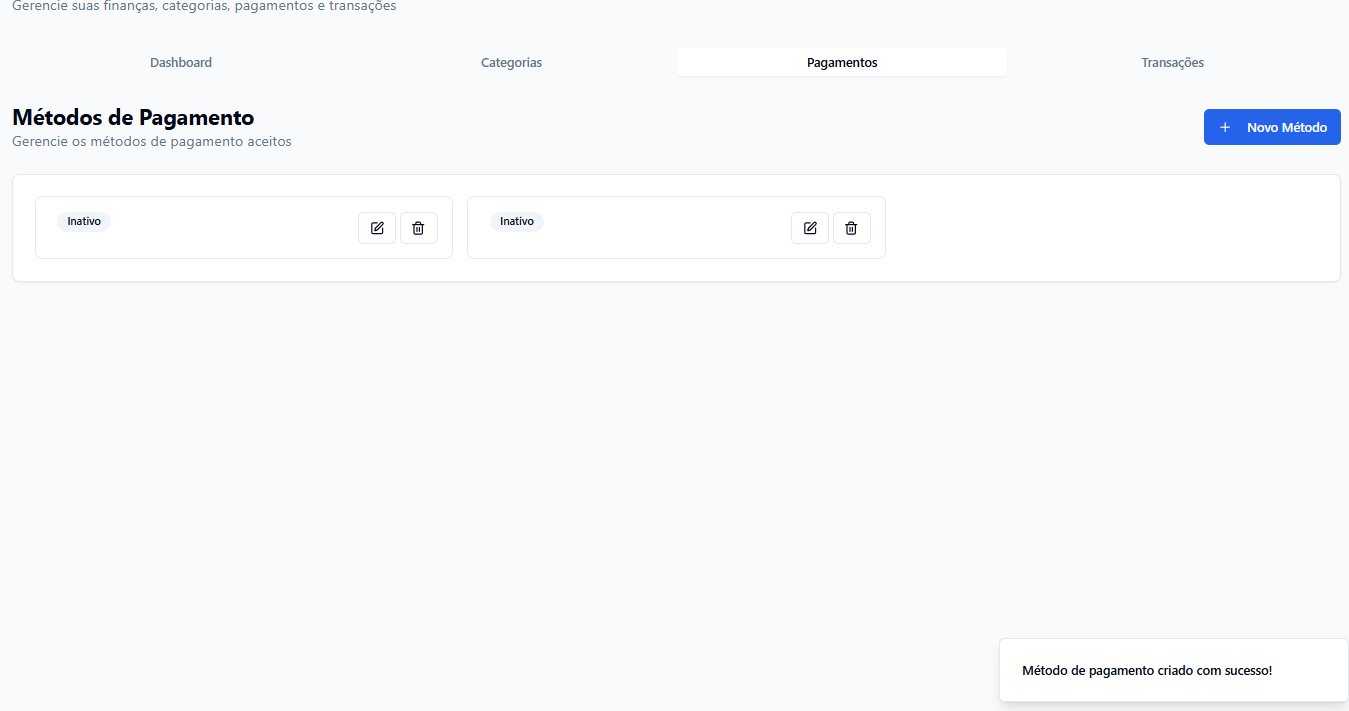 Gerencie suas finanças, categorias, pagamentos e transações
Dashboard
Categorias
Pagamentos
Transações
Métodos de Pagamento
Gerencie os métodos de pagamento aceitos
+ Novo Método
Inativo
Inativo
Método de pagamento criado com sucesso!